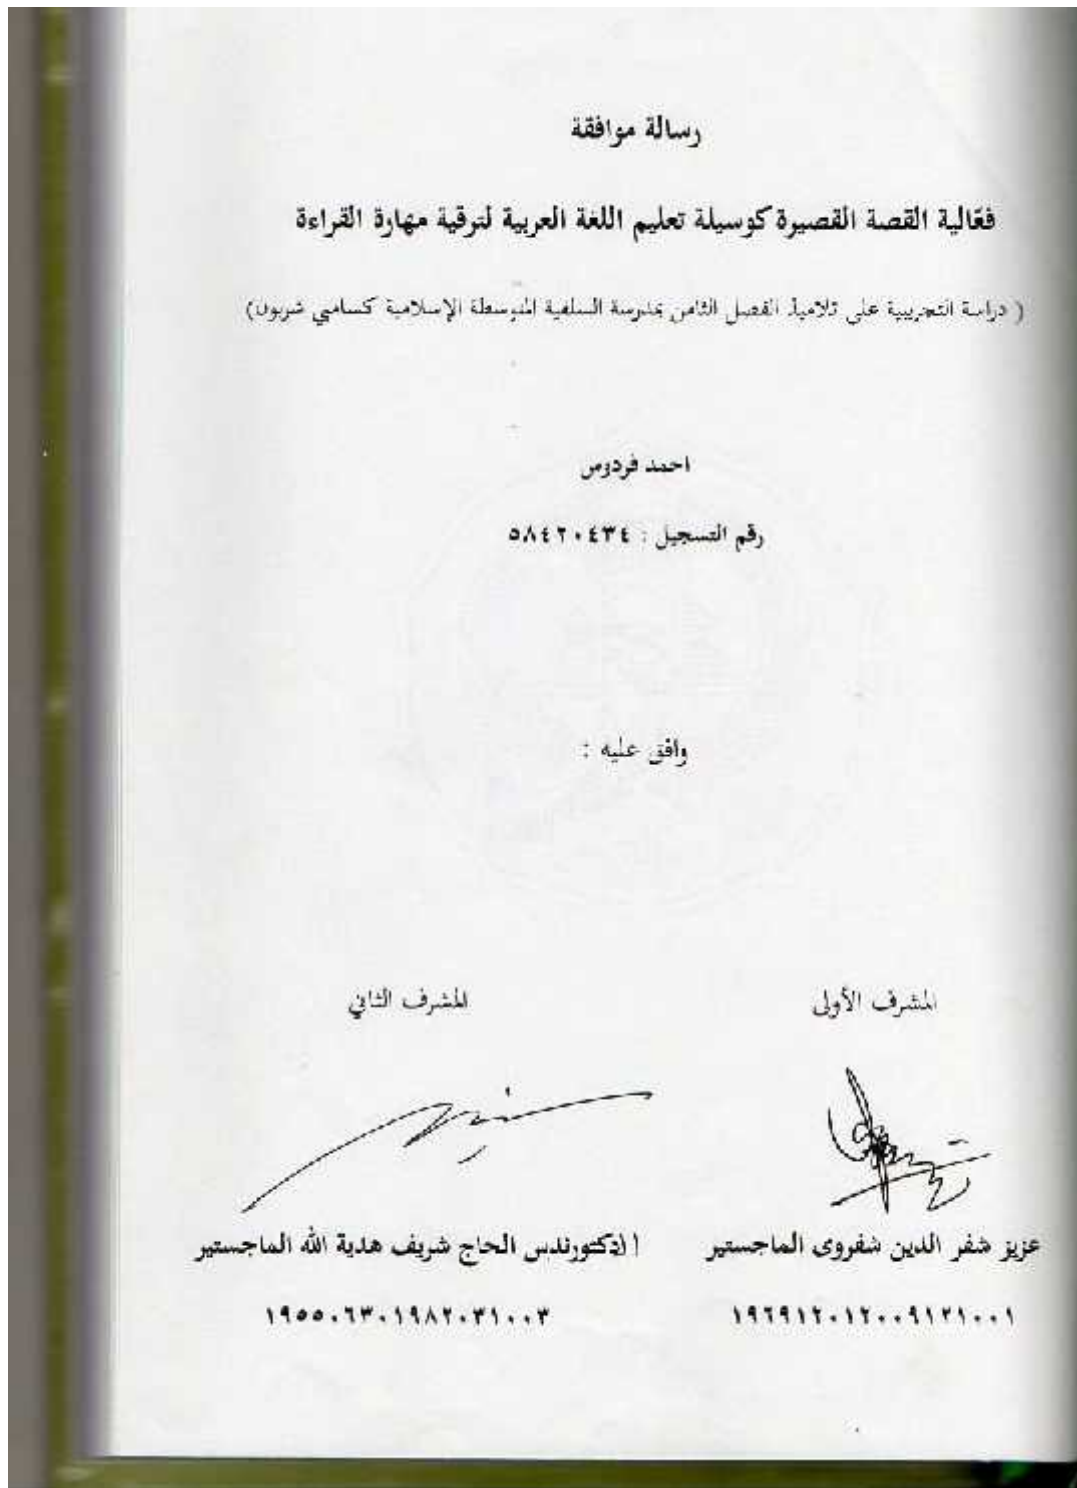 رسالة موافقة
فعّالية القصة القصيرة كوسيلة تعليم اللغة العربية لترقية مهارة القراءة
( دراسة التجريبية على تلاميذ الفصل الثامن بمدرسة السلفية المتوسطة الإسلامية كسامبي شربون)
احمد فردوس
رقم التسجيل : ٥٨٤٢٠٤٣٤
وافق عليه :
المشرف الأولى
المشرف الثاني
عزيز شفر الدين شفروى الماجستير
الدكتورندس الحاج شريف هدية الله الماجستير
١٩٦٩١٢٠١٢٠٠٩١٢١٠٠١
١٩٥٥٠٦٣٠١٩٨٢٠٣١٠٠٣